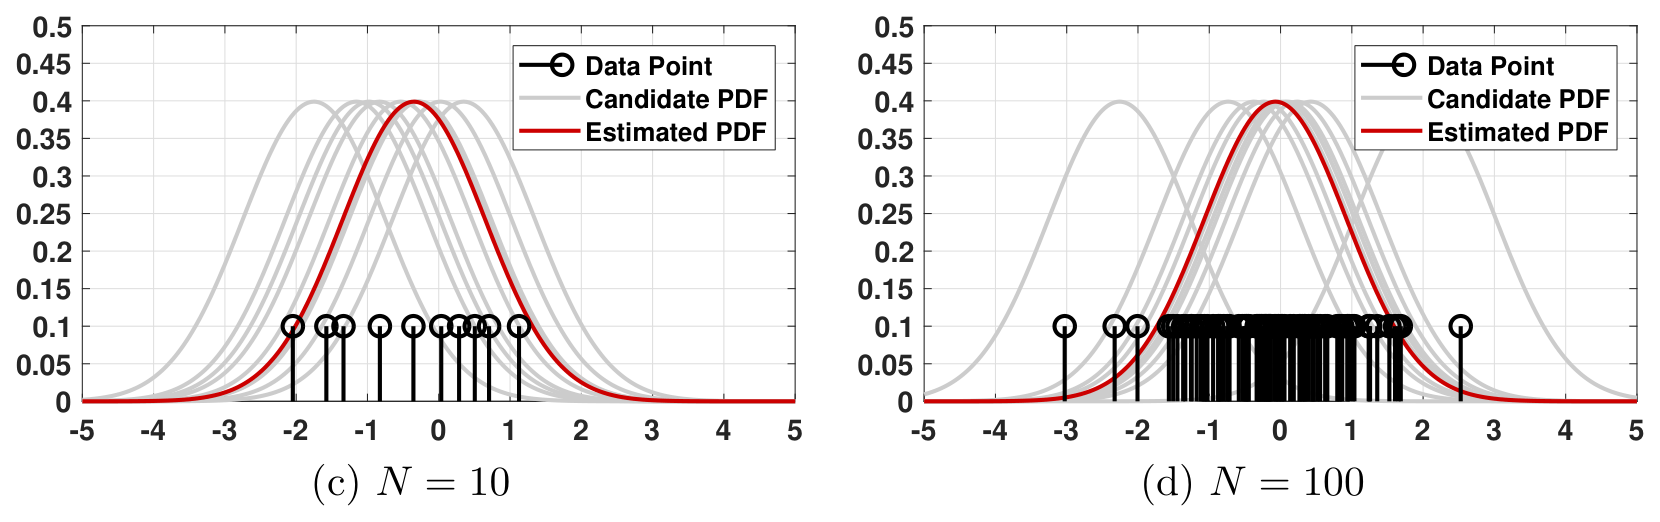 0.5
0.45
0.4
0.35
0.3
0.25
0.2
0.15
0.1
0.05
0
-5 -4 -3 -2 -1 0 1 2 3 4 5
Data Point
Candidate PDF
Estimated PDF
(c) N = 10
0.5
0.45
0.4
0.35
0.3
0.25
0.2
0.15
0.1
0.05
0
-5 -4 -3 -2 -1 0 1 2 3 4 5
Data Point
Candidate PDF
Estimated PDF
(d) N = 100